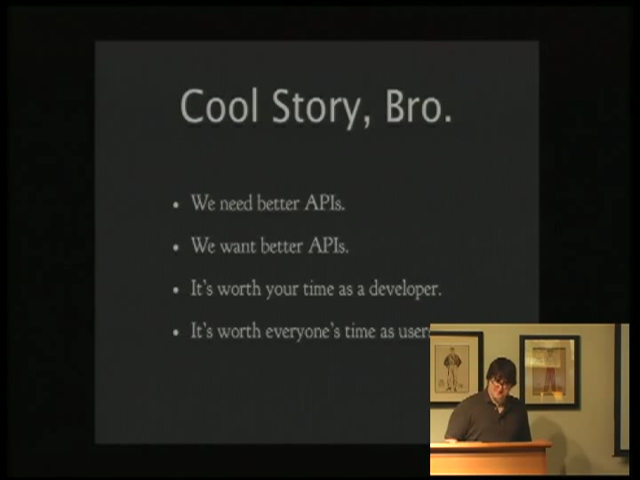 Cool Story, Bro.
• We need better APIs.
• We want better APIs.
• It's worth your time as a developer.
• It's worth everyone's time as user